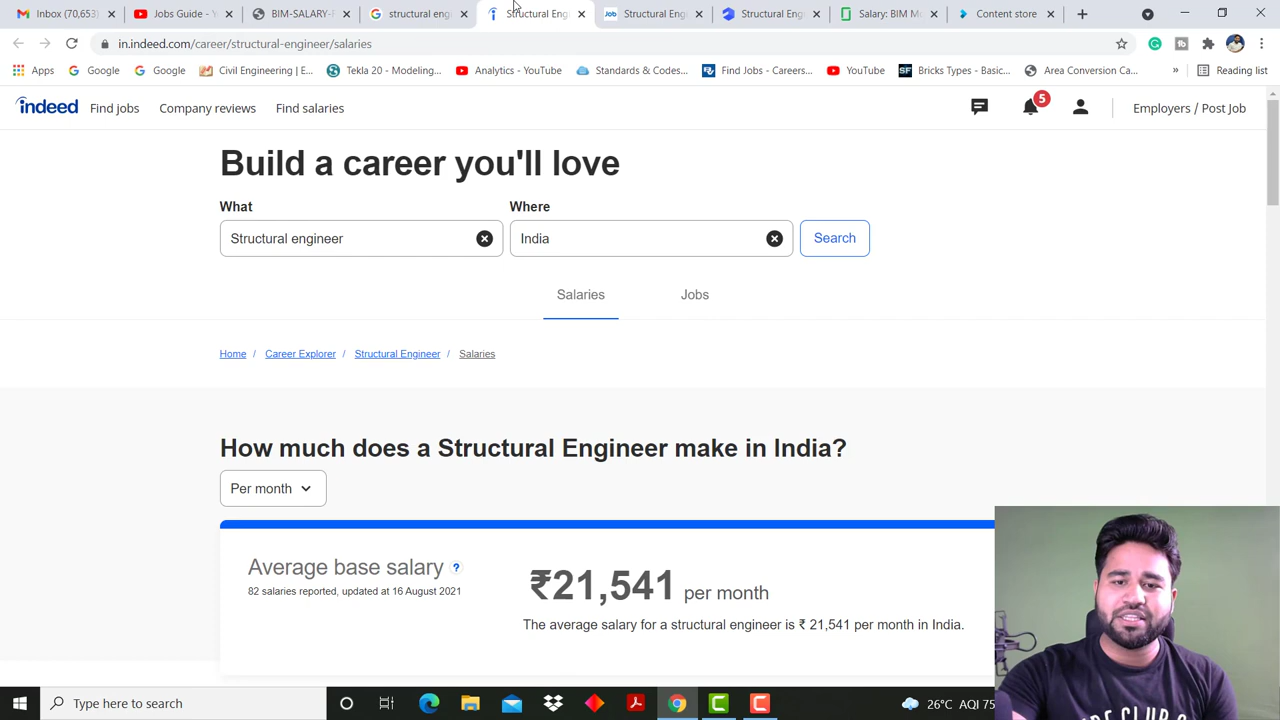 Inbox (70,653)
Jobs Guide - Y
BIM-SALARY-F
structural engi
Structural Eng
Structural Eng
Structural Eng
Salary: BIM M
Content store
in.indeed.com/career/structural-engineer/salaries
Apps
Google
Google
Civil Engineering | E...
Tekla 20 - Modeling...
Analytics - YouTube
Standards & Codes...
Find Jobs - Careers...
YouTube
Bricks Types - Basic...
Area Conversion Ca...
»
Reading list
indeed
Find jobs
Company reviews
Find salaries
5
Employers / Post Job
Build a career you'll love
What
Where
Structural engineer
India
Search
Salaries
Jobs
Home / Career Explorer / Structural Engineer / Salaries
How much does a Structural Engineer make in India?
Per month
Average base salary ?
82 salaries reported, updated at 16 August 2021
₹21,541 per month
The average salary for a structural engineer is ₹ 21,541 per month in India.
Type here to search
26°C AQI 75